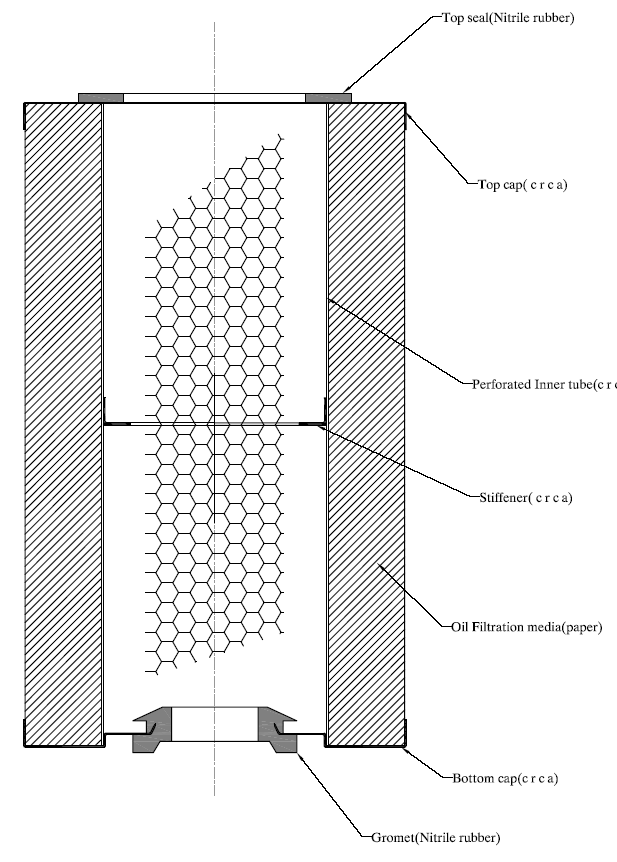 Top seal(Nitrile rubber)
Top cap( c r c a)
Perforated Inner tube(c r
Stiffener( c r c a)
Oil Filtration media(paper)
Bottom cap(c r c a)
Gromet(Nitrile rubber)